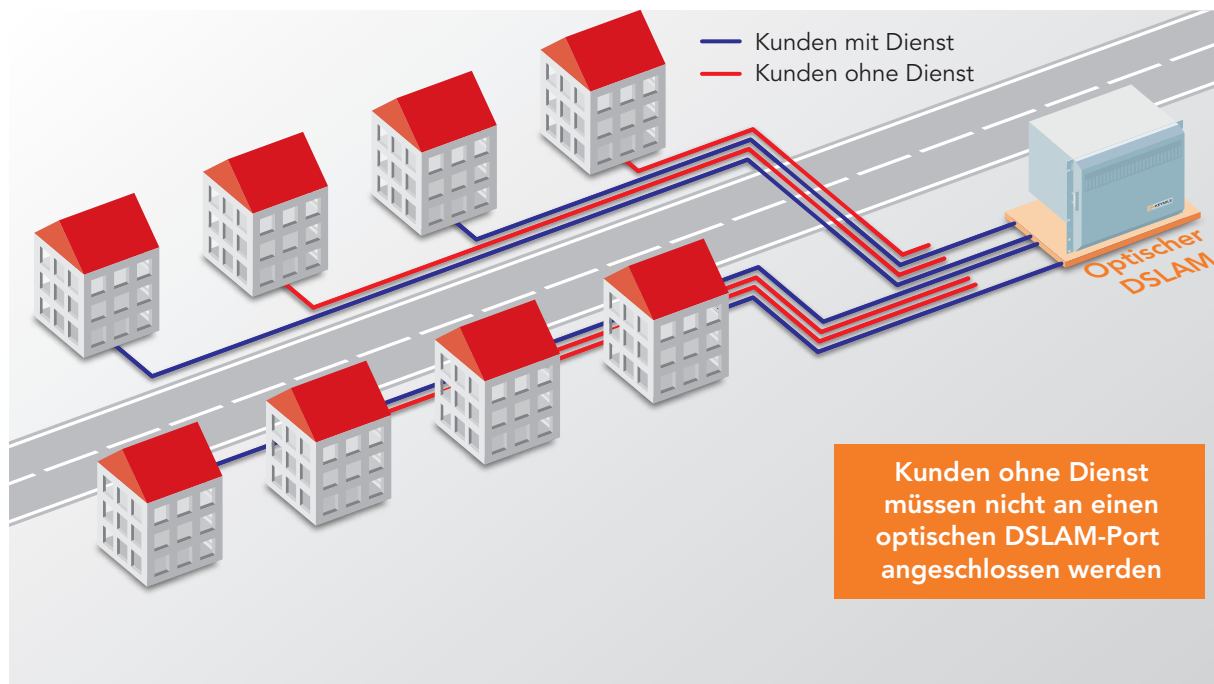 Kunden mit Dienst
Kunden ohne Dienst
KEYMILE
Optischer
DSLAM
Kunden ohne Dienst
müssen nicht an einen
optischen DSLAM-Port
angeschlossen werden